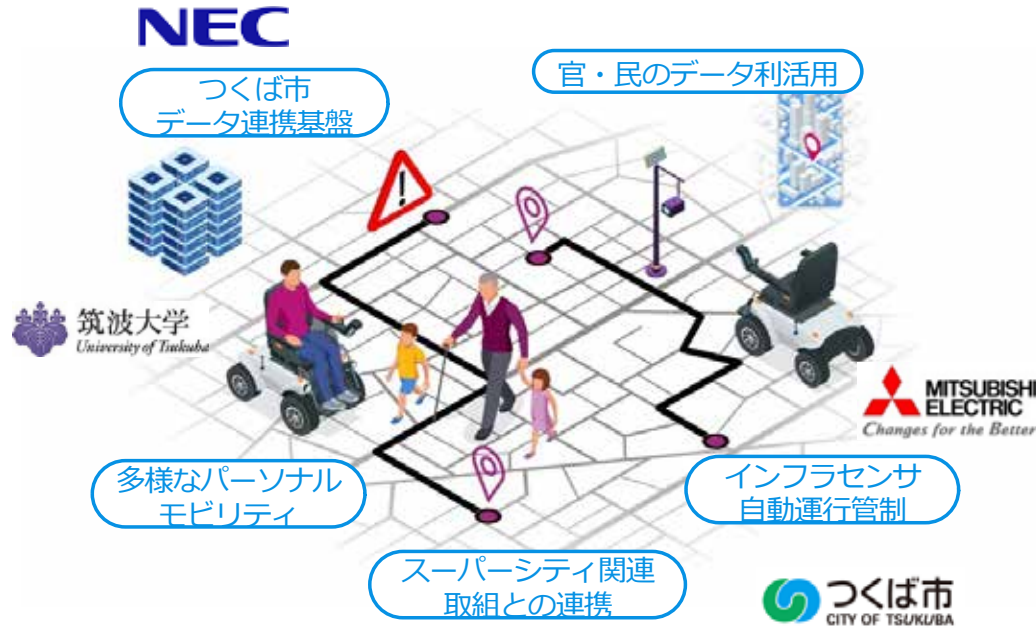 NEC
つくば市
データ連携基盤
官・民のデータ利活用
筑波大学
University of Tsukuba
MITSUBISHI
ELECTRIC
Changes for the Better
多様なパーソナル
モビリティ
インフラセンサ
自動運行管制
スーパーシティ関連
取組との連携
つくば市
CITY OF TSUKUBA